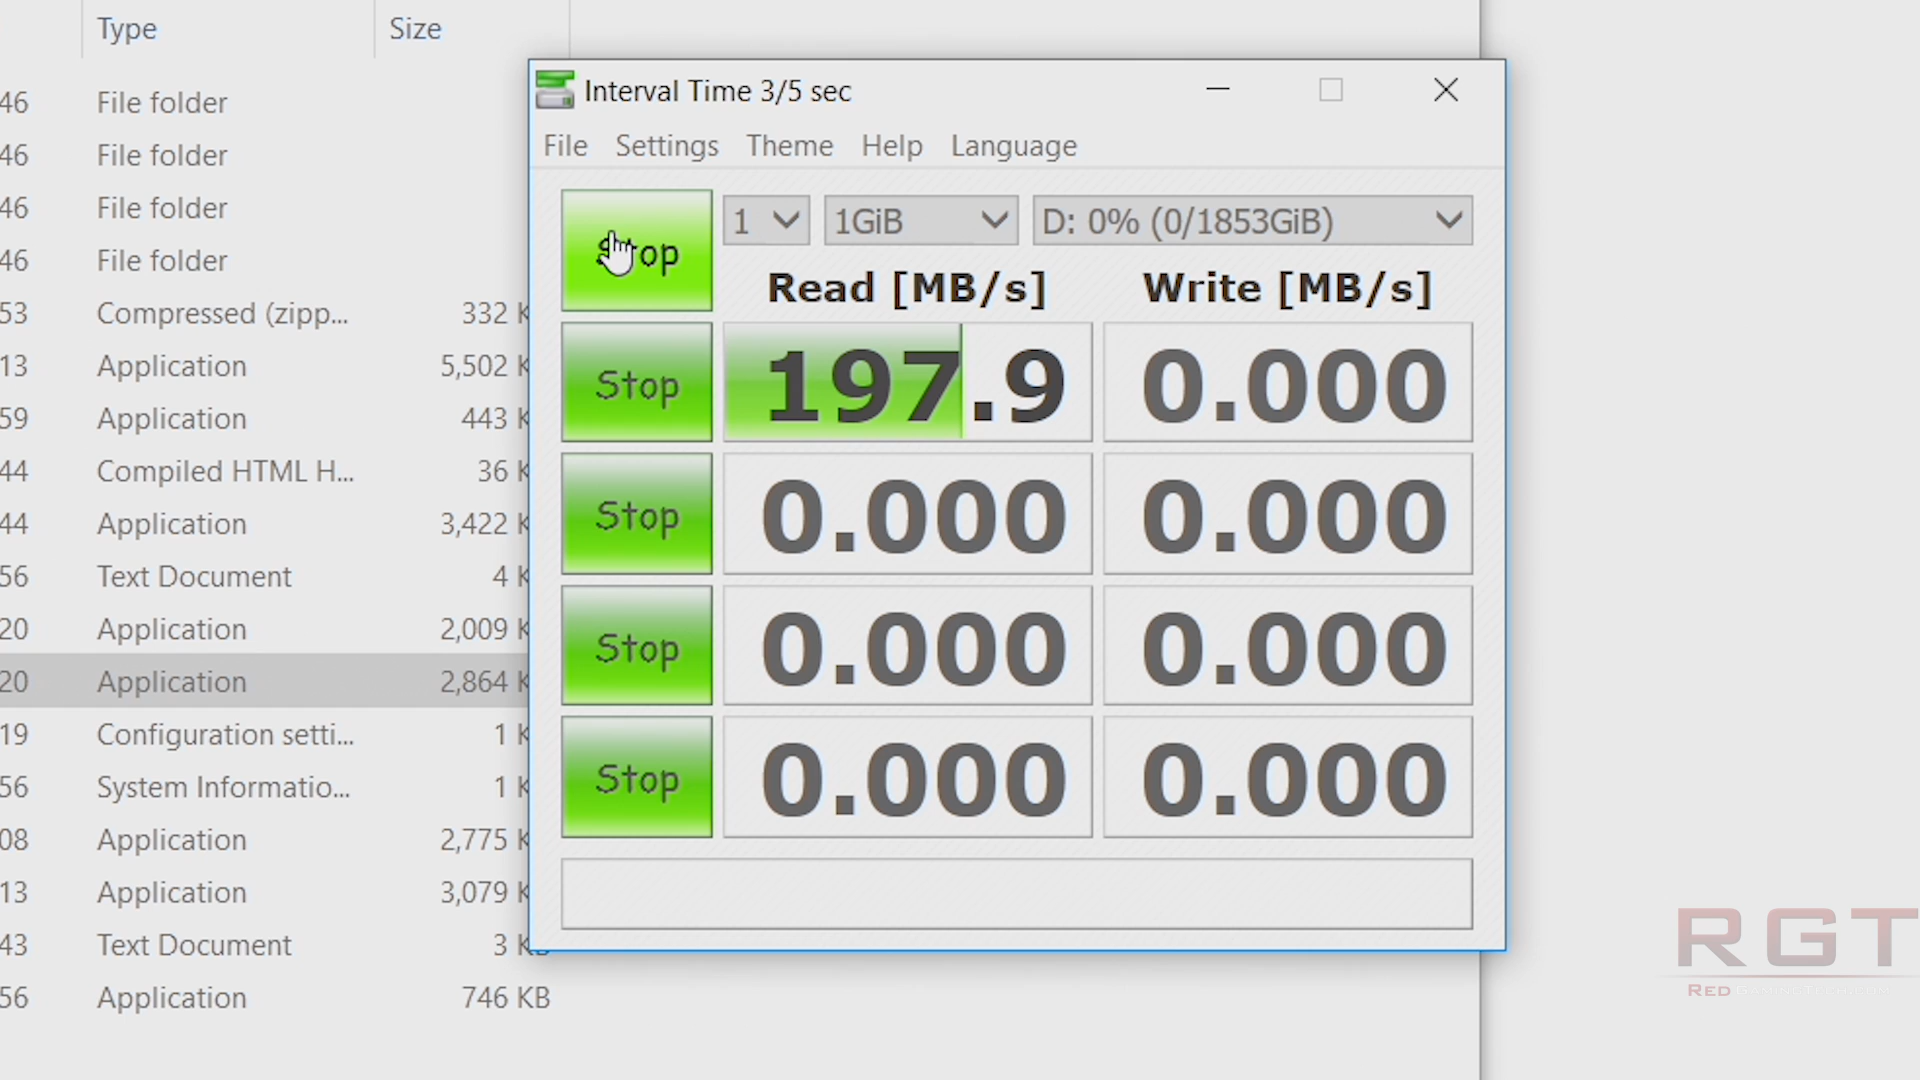 Type Size
46 File folder
46 File folder
46 File folder
46 File folder
53 Compressed (zipp... 332 K
13 Application 5,502 K
59 Application 443 K
44 Compiled HTML H... 36 K
44 Application 3,422 K
56 Text Document 4 K
20 Application 2,009 K
20 Application 2,864 K
19 Configuration setti... 1 K
56 System Informatio... 1 K
08 Application 2,775 K
13 Application 3,079 K
43 Text Document 3 KB
56 Application 746 KB
Interval Time 3/5 sec
File Settings Theme Help Language
Stop 1 1GiB D: 0% (0/1853GiB)
Read [MB/s] Write [MB/s]
Stop 197.9 0.000
Stop 0.000 0.000
Stop 0.000 0.000
Stop 0.000 0.000
RGT
RED